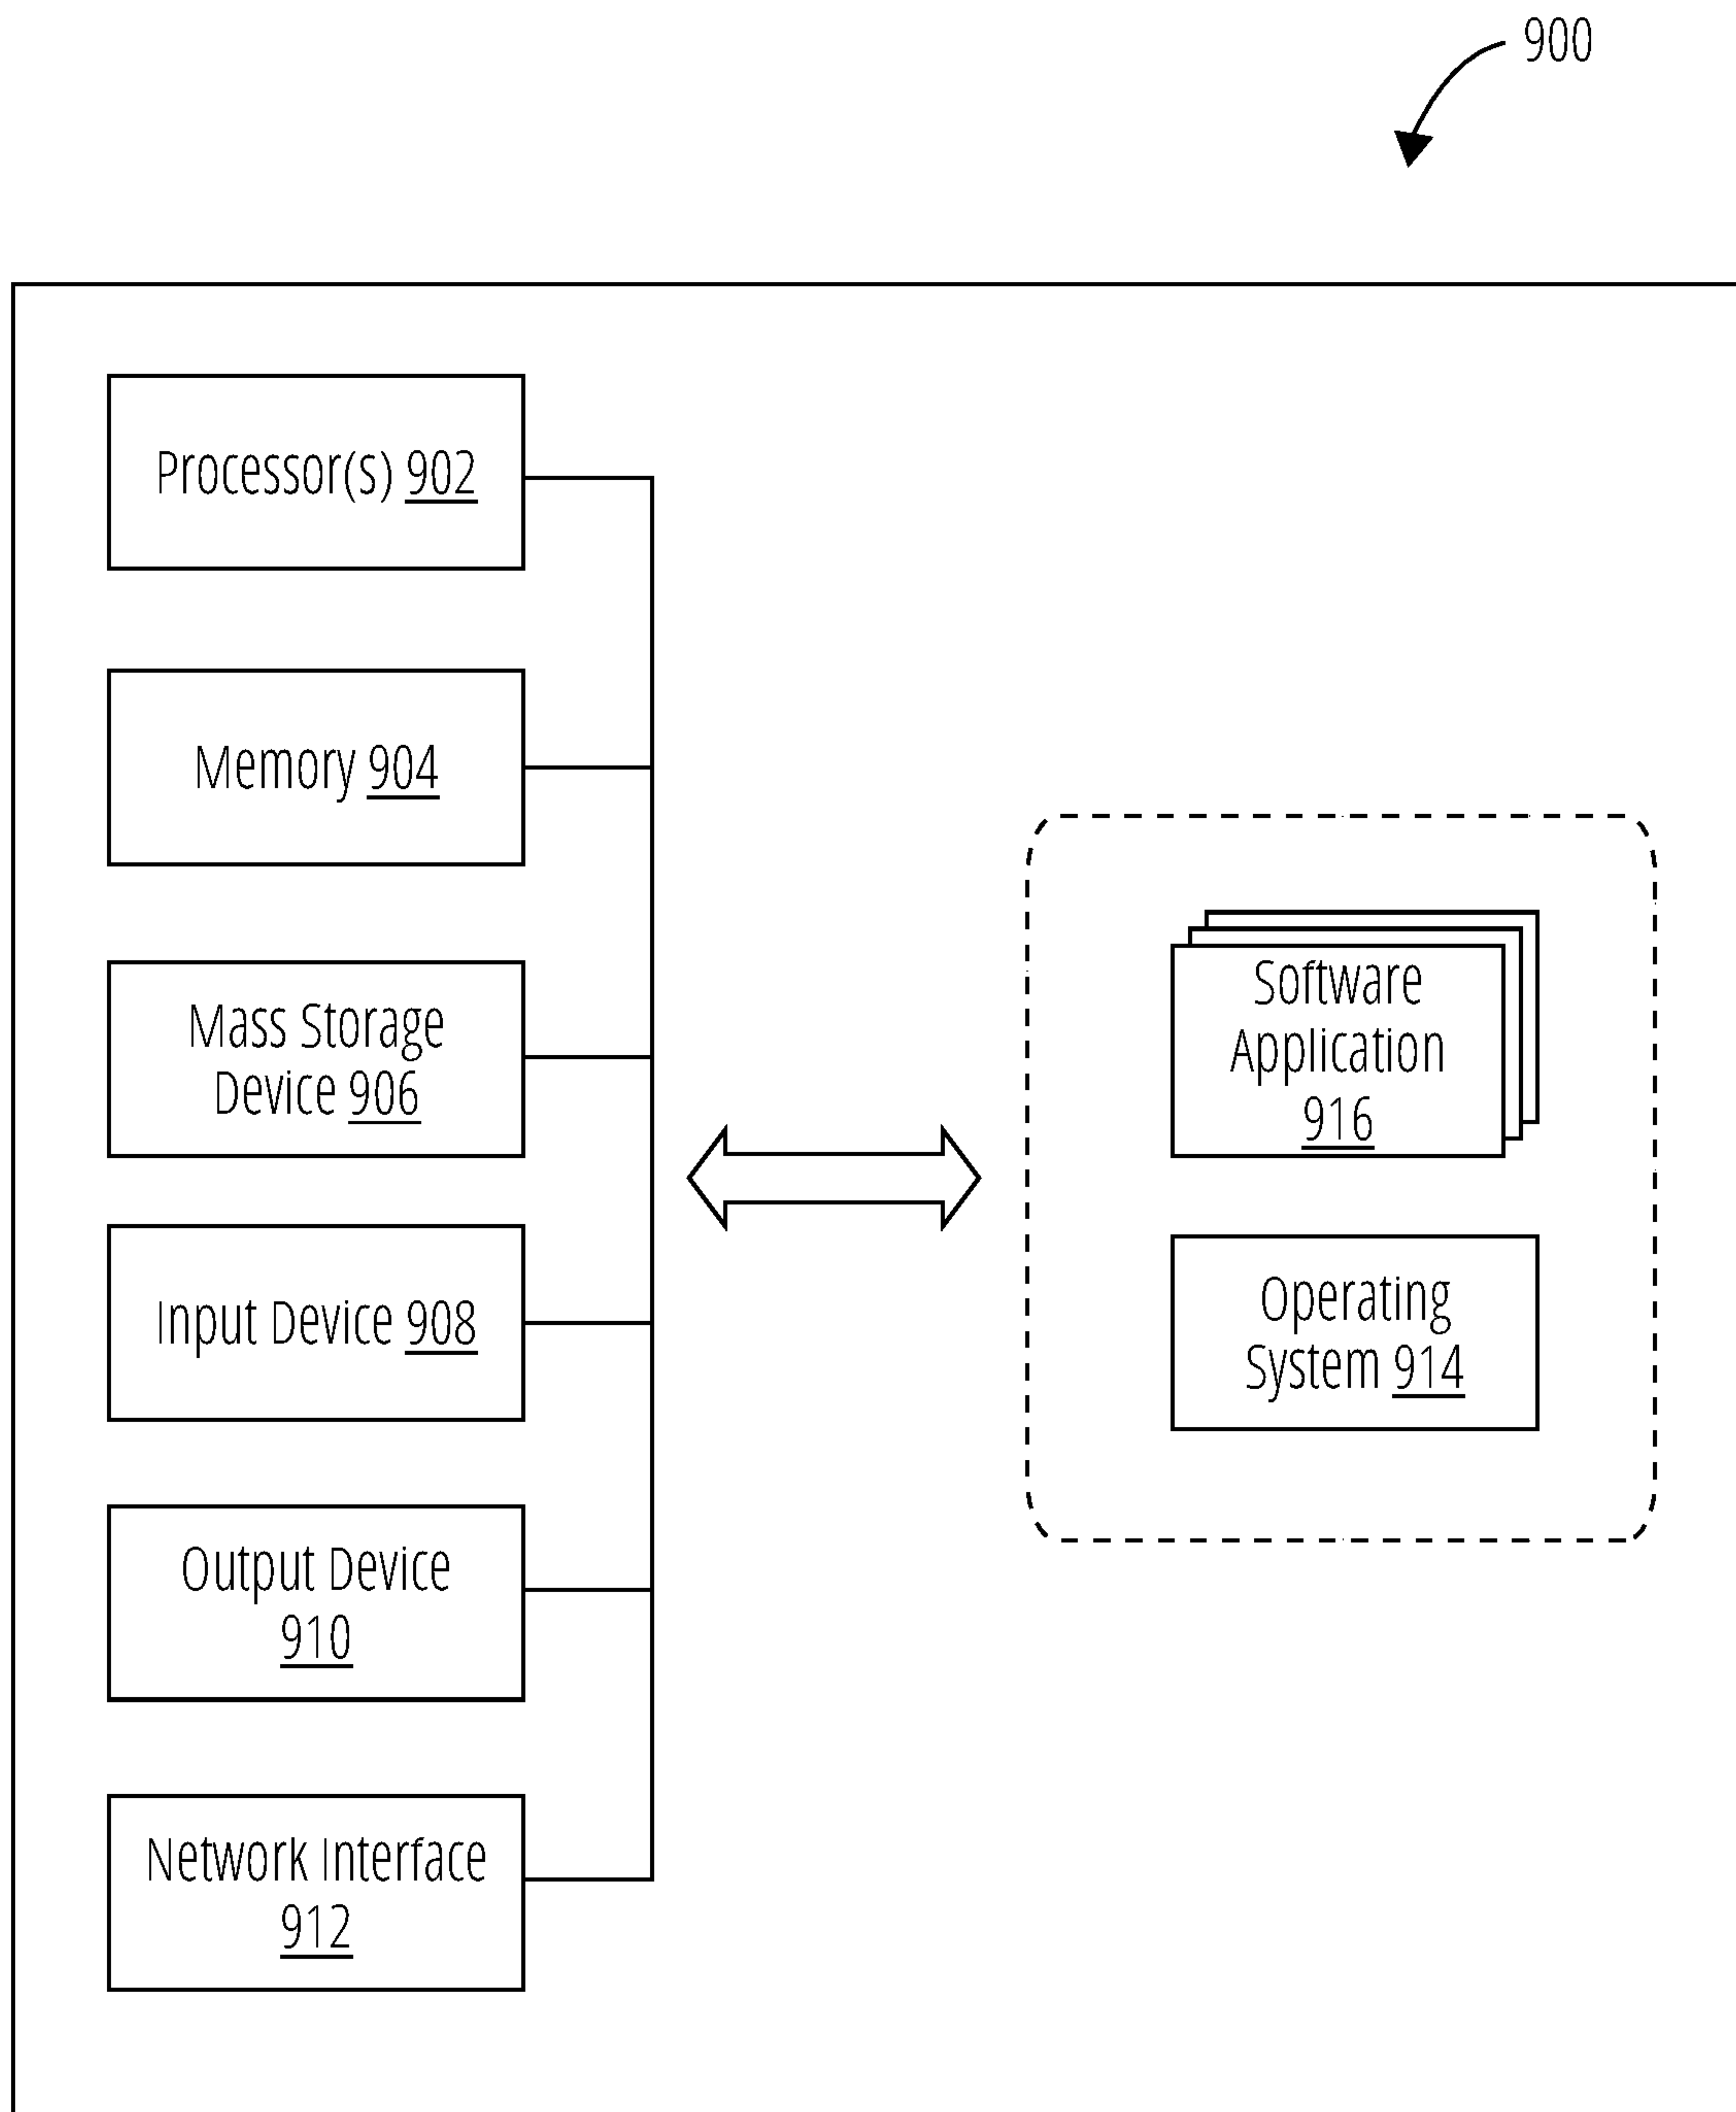 900
Processor(s) 902
Memory 904
Mass Storage
Device 906
Input Device 908
Output Device
910
Network Interface
912
Software
Application
916
Operating
System 914